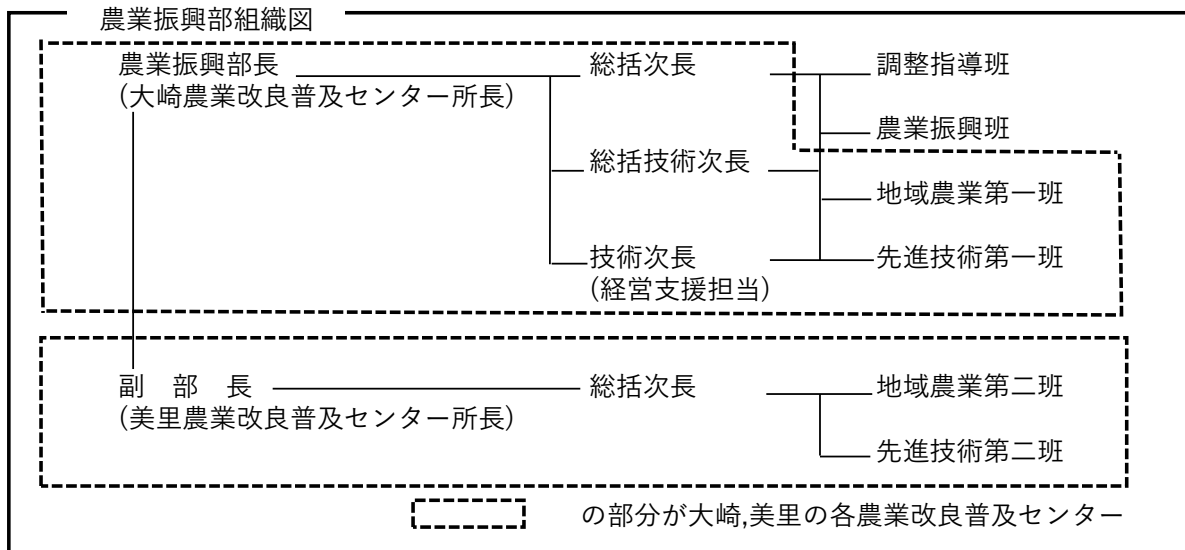 農業振興部組織図
農業振興部長 総括次長 調整指導班
(大崎農業改良普及センター所長)
農業振興班
総括技術次長
地域農業第一班
技術次長 先進技術第一班
(経営支援担当)
副　部　長 総括次長 地域農業第二班
(美里農業改良普及センター所長)
先進技術第二班
の部分が大崎,美里の各農業改良普及センター